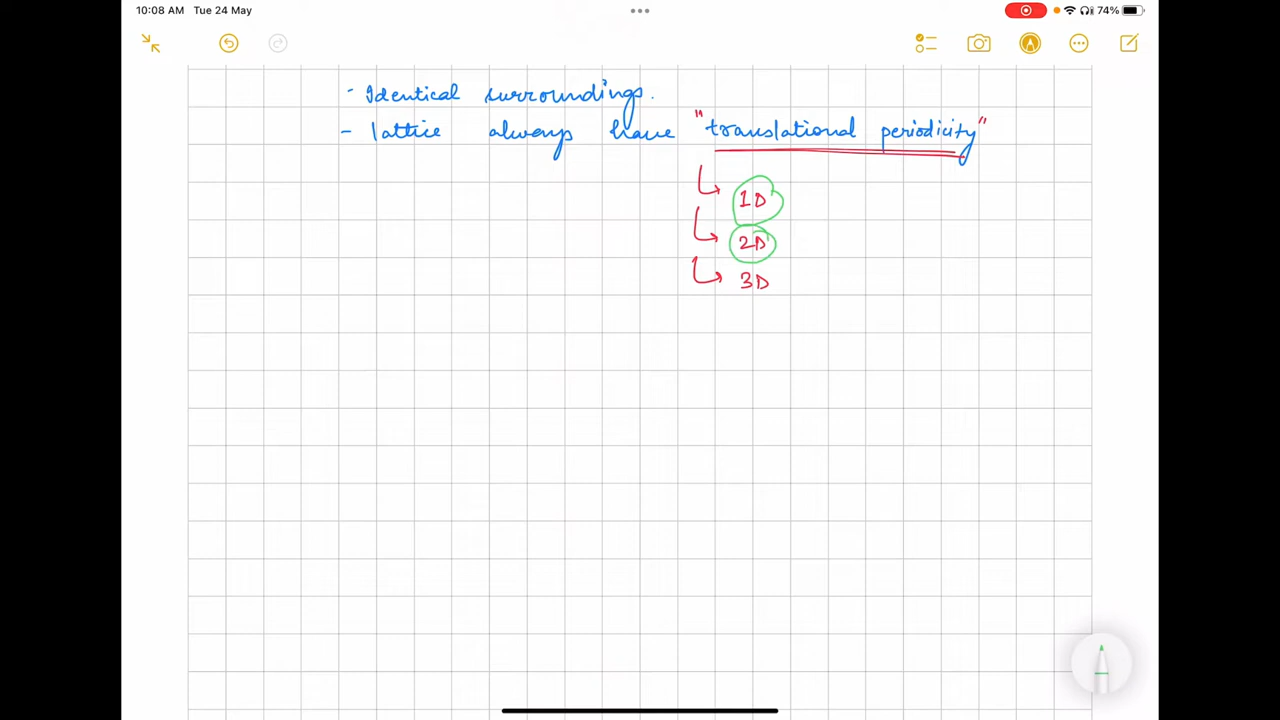 10:08 AM Tue 24 May
74%
- Identical surroundings.
- lattice always have "translational periodicity"
1D
2D
3D